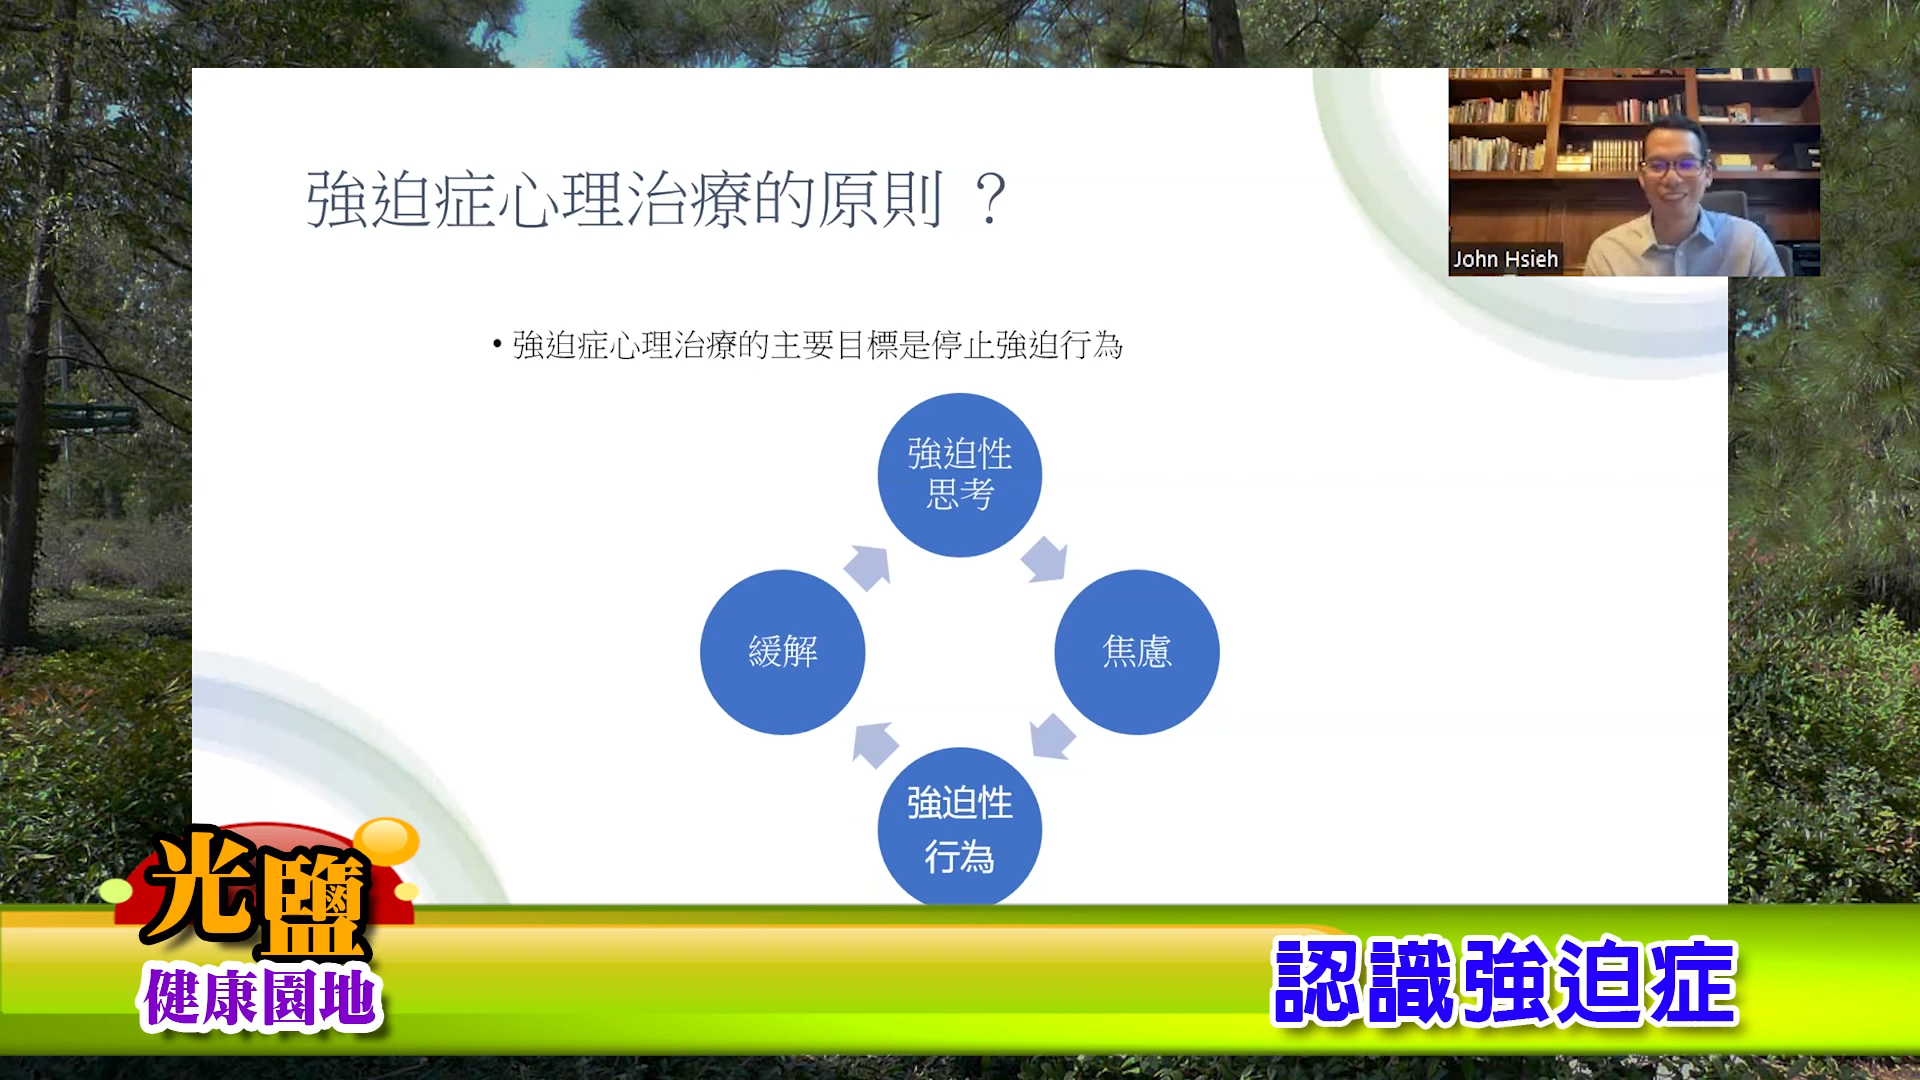 強迫症心理治療的原則 ？
John Hsieh
• 強迫症心理治療的主要目標是停止強迫行為
強迫性
思考
緩解
焦慮
強迫性
行為
光鹽
健康園地
認識強迫症